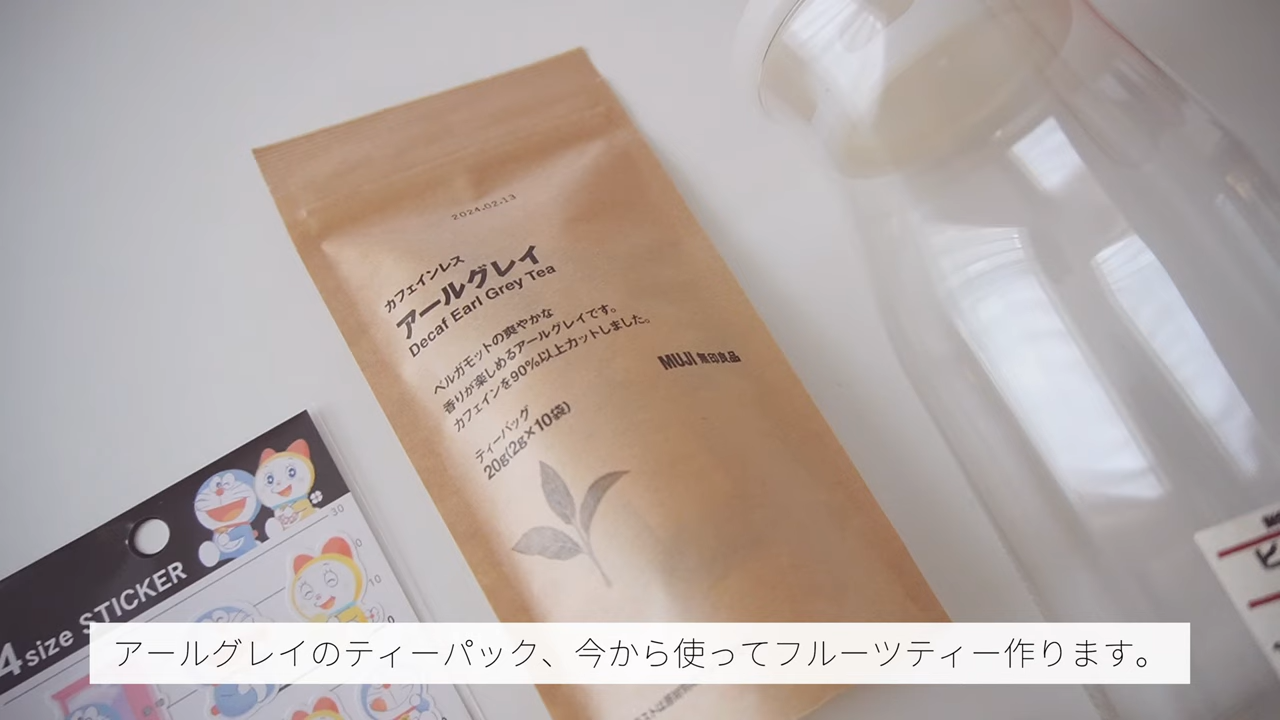 2024.02.13
カフェインレス
アールグレイ
Decaf Earl Grey Tea
ベルガモットの爽やかな
香りが楽しめるアールグレイです。
カフェインを90%以上カットしました。
MUJI 無印良品
ティーバッグ
20g(2g×10袋)
4size STICKER
30
10
アールグレイのティーパック、今から使ってフルーツティー作ります。